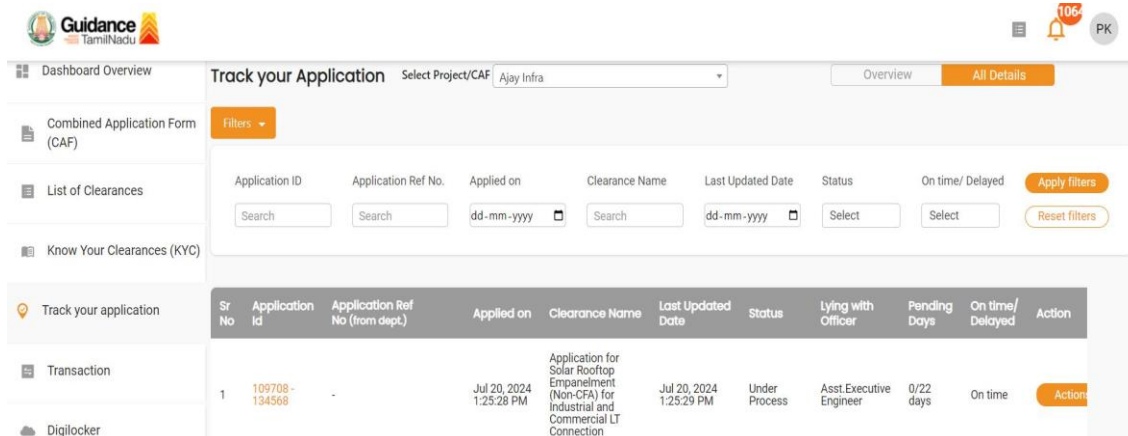 Guidance
TamilNadu
1064
PK
Dashboard Overview
Combined Application Form
(CAF)
List of Clearances
Know Your Clearances (KYC)
Track your application
Transaction
Digilocker
Track your Application Select Project/CAF Ajay Infra Overview All Details
Filters
Application ID Application Ref No. Applied on Clearance Name Last Updated Date Status On time/ Delayed Apply filters
Search Search dd-mm-yyyy Search dd-mm-yyyy Select Select Reset filters
Sr Application Application Ref Applied on Clearance Name Last Updated Status Lying with Pending On time/ Action
No Id No (from dept.) Date Officer Days Delayed
Application for
Solar Rooftop
Empanelment
1 109708 - - Jul 20, 2024 (Non-CFA) for Jul 20, 2024 Under Asst.Executive 0/22 On time Action
134568 1:25:28 PM Industrial and 1:25:29 PM Process Engineer days
Commercial LT
Connection